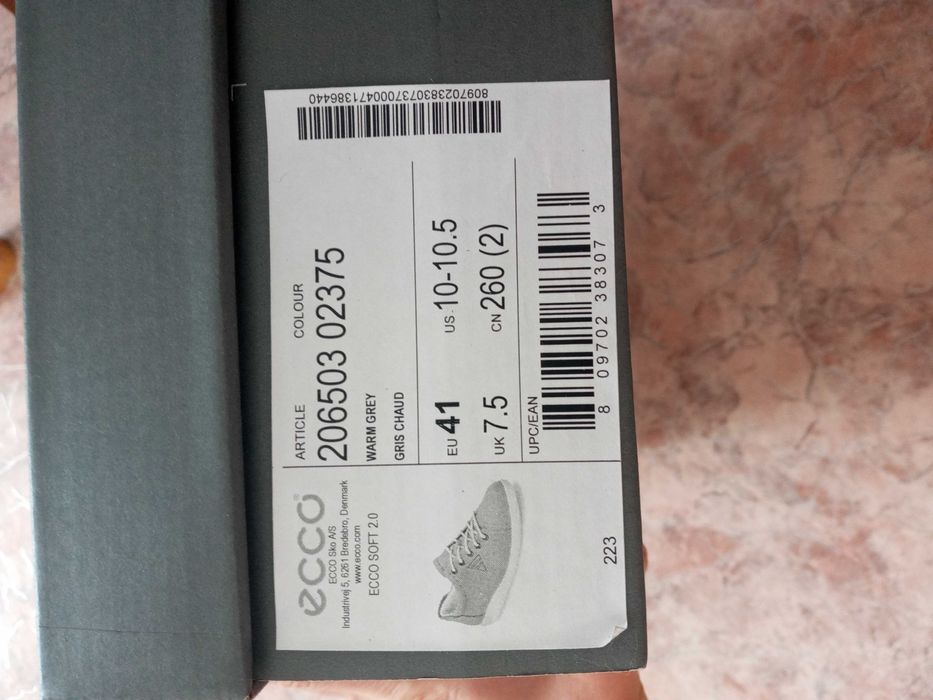 ecco
ECCO Sko A/S
Industrivej 5, 6261 Bredebro, Denmark
www.ecco.com
ECCO SOFT 2.0
223
ARTICLE COLOUR
206503 02375
WARM GREY
GRIS CHAUD
EU 41 US 10-10.5
UK 7.5 CN 260 (2)
UPC/EAN
8 09702 38307 3
809702383073700047138644​0